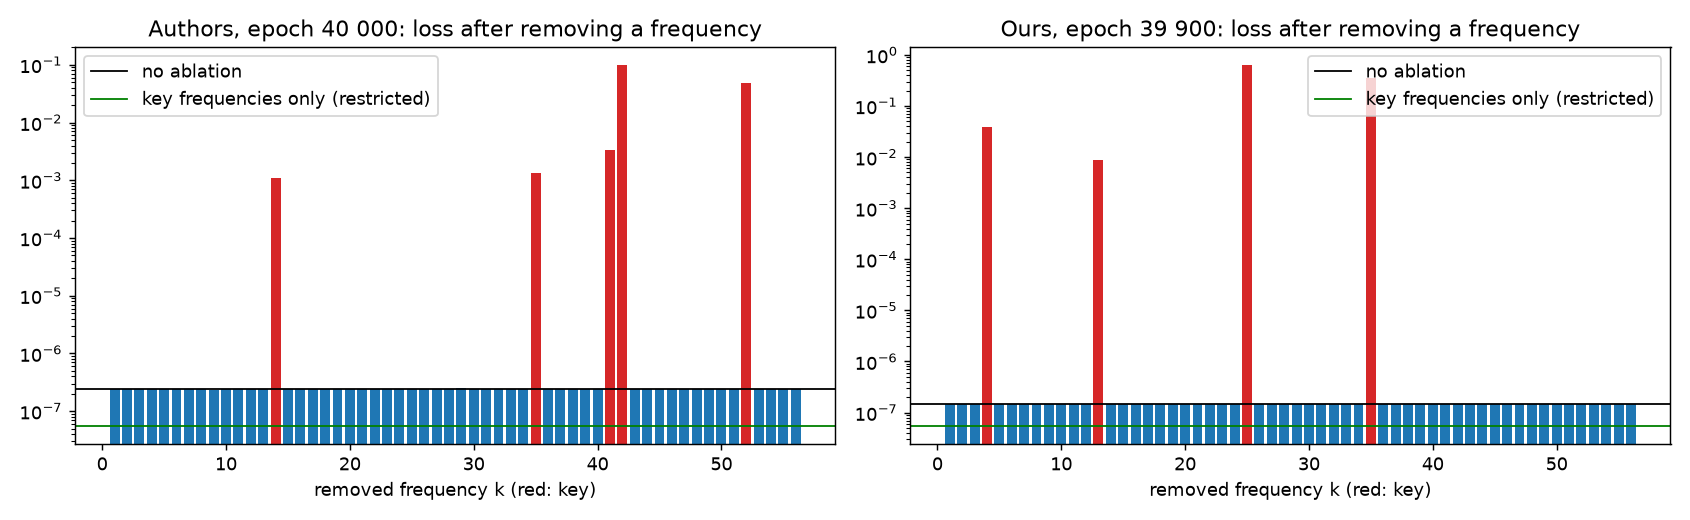 Authors, epoch 40 000: loss after removing a frequency
no ablation
key frequencies only (restricted)
10⁻¹
10⁻²
10⁻³
10⁻⁴
10⁻⁵
10⁻⁶
10⁻⁷
0 10 20 30 40 50
removed frequency k (red: key)
Ours, epoch 39 900: loss after removing a frequency
no ablation
key frequencies only (restricted)
10⁰
10⁻¹
10⁻²
10⁻³
10⁻⁴
10⁻⁵
10⁻⁶
10⁻⁷
0 10 20 30 40 50
removed frequency k (red: key)